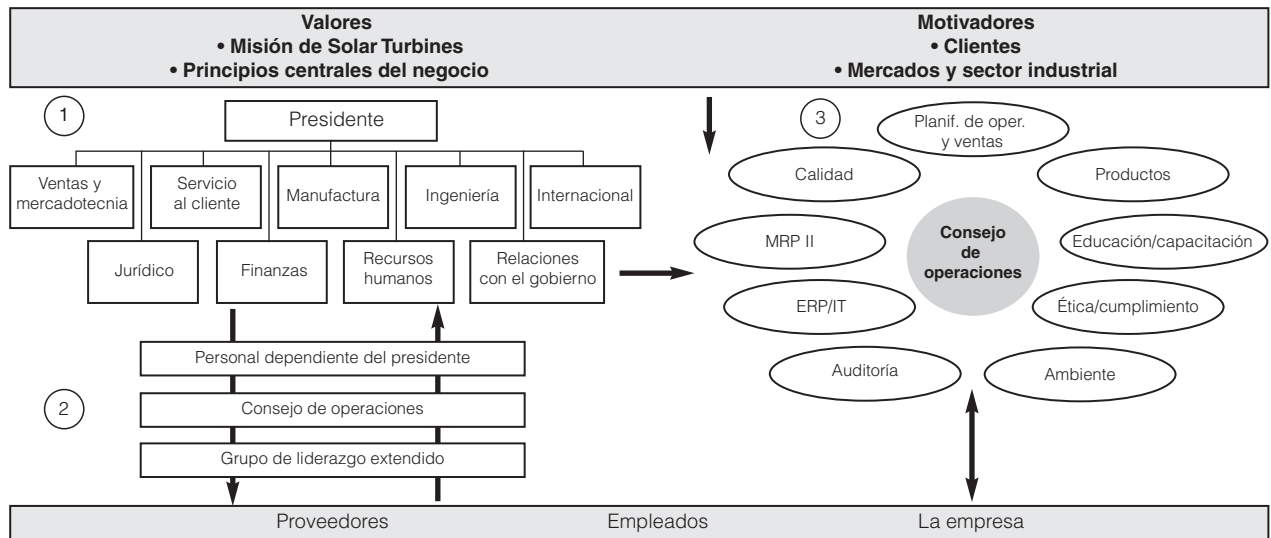 Valores
• Misión de Solar Turbines
• Principios centrales del negocio
Motivadores
• Clientes
• Mercados y sector industrial
1
Presidente
Ventas y
mercadotecnia
Servicio
al cliente
Manufactura
Ingeniería
Internacional
Jurídico
Finanzas
Recursos
humanos
Relaciones
con el gobierno
2
Personal dependiente del presidente
Consejo de operaciones
Grupo de liderazgo extendido
3
Planif. de oper.
y ventas
Calidad
Productos
MRP II
Consejo
de
operaciones
Educación/capacitación
ERP/IT
Ética/cumplimiento
Auditoría
Ambiente
Proveedores
Empleados
La empresa